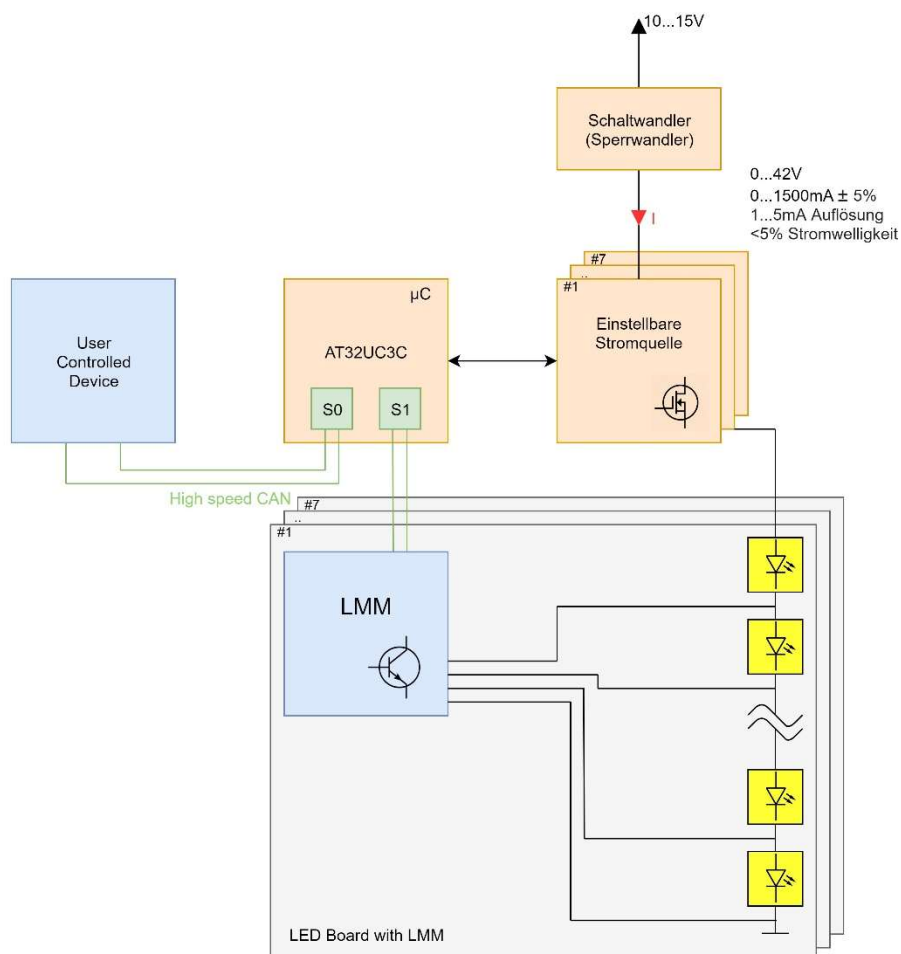 10...15V
Schaltwandler
(Sperrwandler)
0...42V
0...1500mA ± 5%
1...5mA Auflösung
<5% Stromwelligkeit
I
#7
..
#1
Einstellbare
Stromquelle
µC
AT32UC3C
S0
S1
User
Controlled
Device
High speed CAN
#7
..
#1
LMM
LED Board with LMM